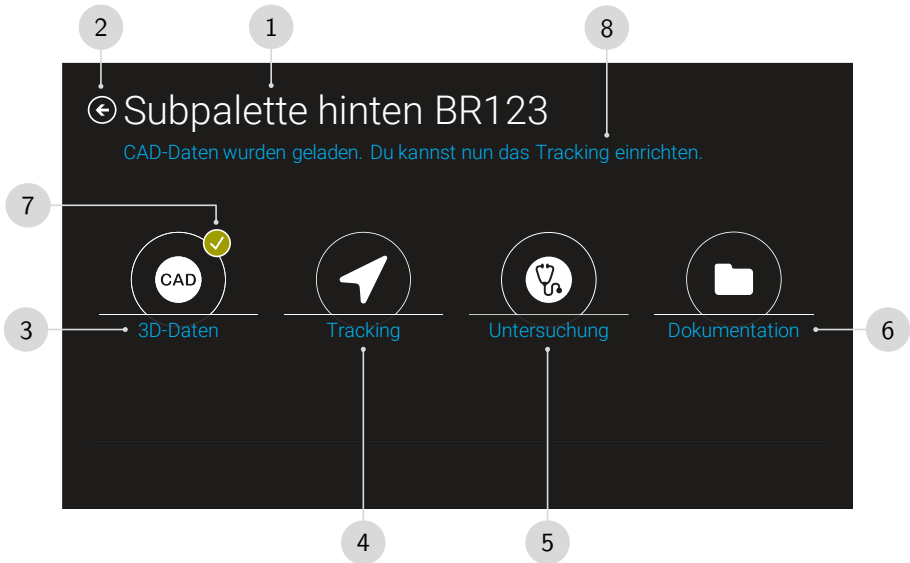 2
1
8
Subpalette hinten BR123
CAD-Daten wurden geladen. Du kannst nun das Tracking einrichten.
7
CAD
3
3D-Daten
Tracking
Untersuchung
Dokumentation
6
4
5